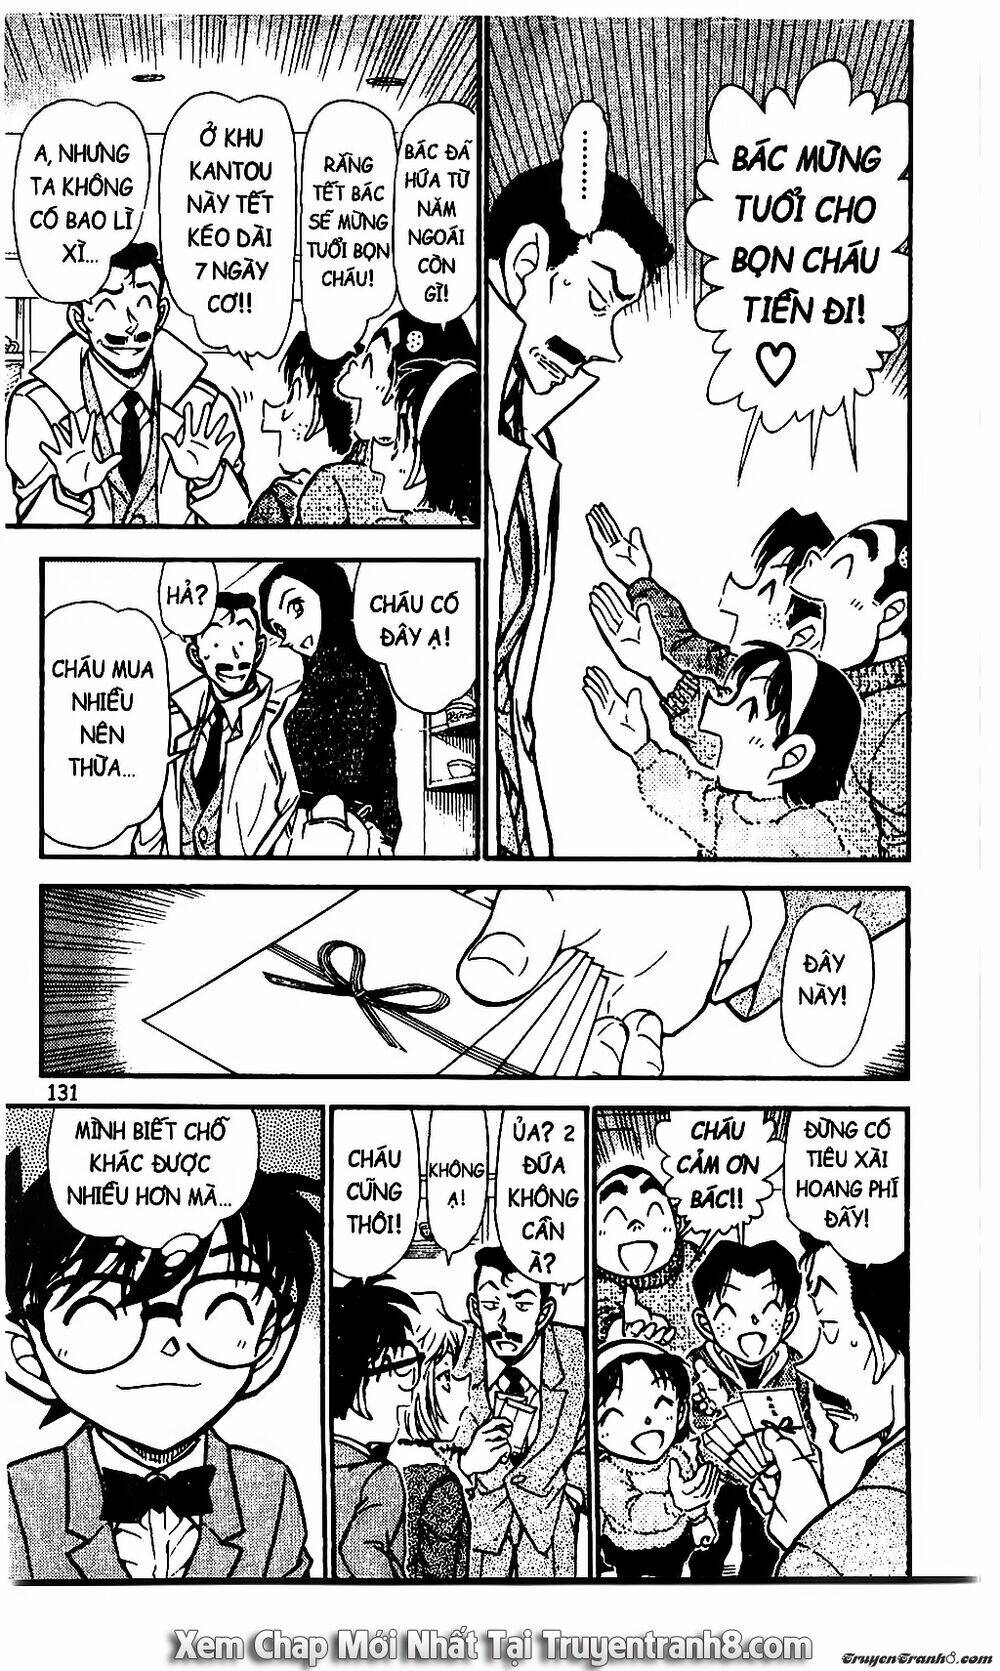 BÁC MỪNG
TUỔI CHO
BỌN CHÁU
TIỀN ĐI!
♡
.........
BÁC ĐÃ
HỨA TỪ
NĂM
NGOÁI
CÒN
GÌ!
RẰNG
TẾT BÁC
SẼ MỪNG
TUỔI BỌN
CHÁU!
Ở KHU
KANTOU
NÀY TẾT
KÉO DÀI
7 NGÀY
CƠ!!
A, NHƯNG
TA KHÔNG
CÓ BAO LÌ
XÌ...
CHÁU CÓ
ĐÂY Ạ!
HẢ?
CHÁU MUA
NHIỀU
NÊN
THỪA...
ĐÂY
NÀY!
131
ĐỪNG CÓ
TIÊU XÀI
HOANG PHÍ
ĐẤY!
CHÁU
CẢM ƠN
BÁC!!
ỦA? 2
ĐỨA
KHÔNG
CẦN
À?
KHÔNG
Ạ!
CHÁU
CŨNG
THÔI!
MÌNH BIẾT CHỖ
KHÁC ĐƯỢC
NHIỀU HƠN MÀ...
Xem Chap Mới Nhất Tại Truyentranh8.com
TruyenTranh8.com